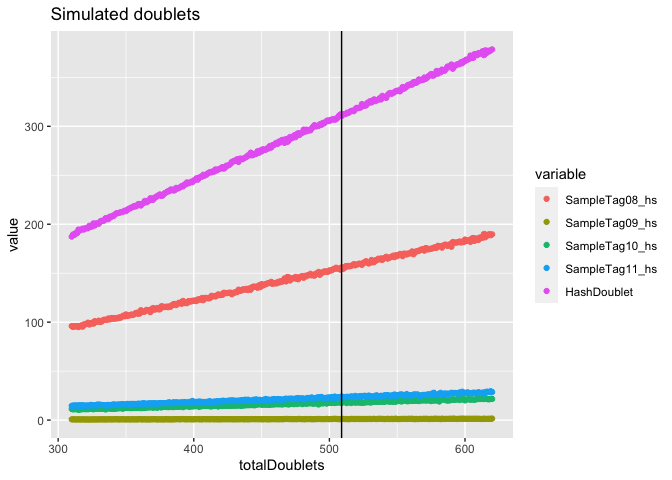 Simulated doublets
value
300
200
100
0
300
400
500
600
totalDoublets
variable
SampleTag08_hs
SampleTag09_hs
SampleTag10_hs
SampleTag11_hs
HashDoublet